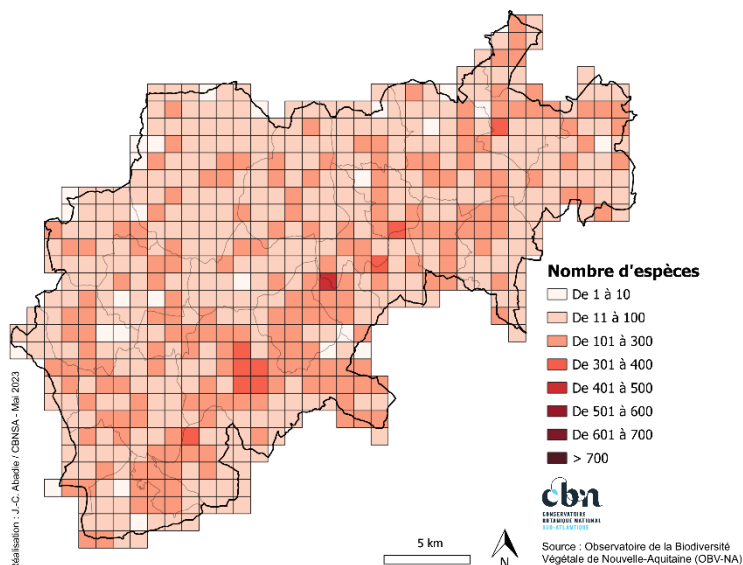 Nombre d'espèces
De 1 à 10
De 11 à 100
De 101 à 300
De 301 à 400
De 401 à 500
De 501 à 600
De 601 à 700
> 700
Réalisation : J.-C. Abadie / CBNSA - Mai 2023
cbn
CONSERVATOIRE
BOTANIQUE NATIONAL
SUD-ATLANTIQUE
5 km
N
Source : Observatoire de la Biodiversité
Végétale de Nouvelle-Aquitaine (OBV-NA)